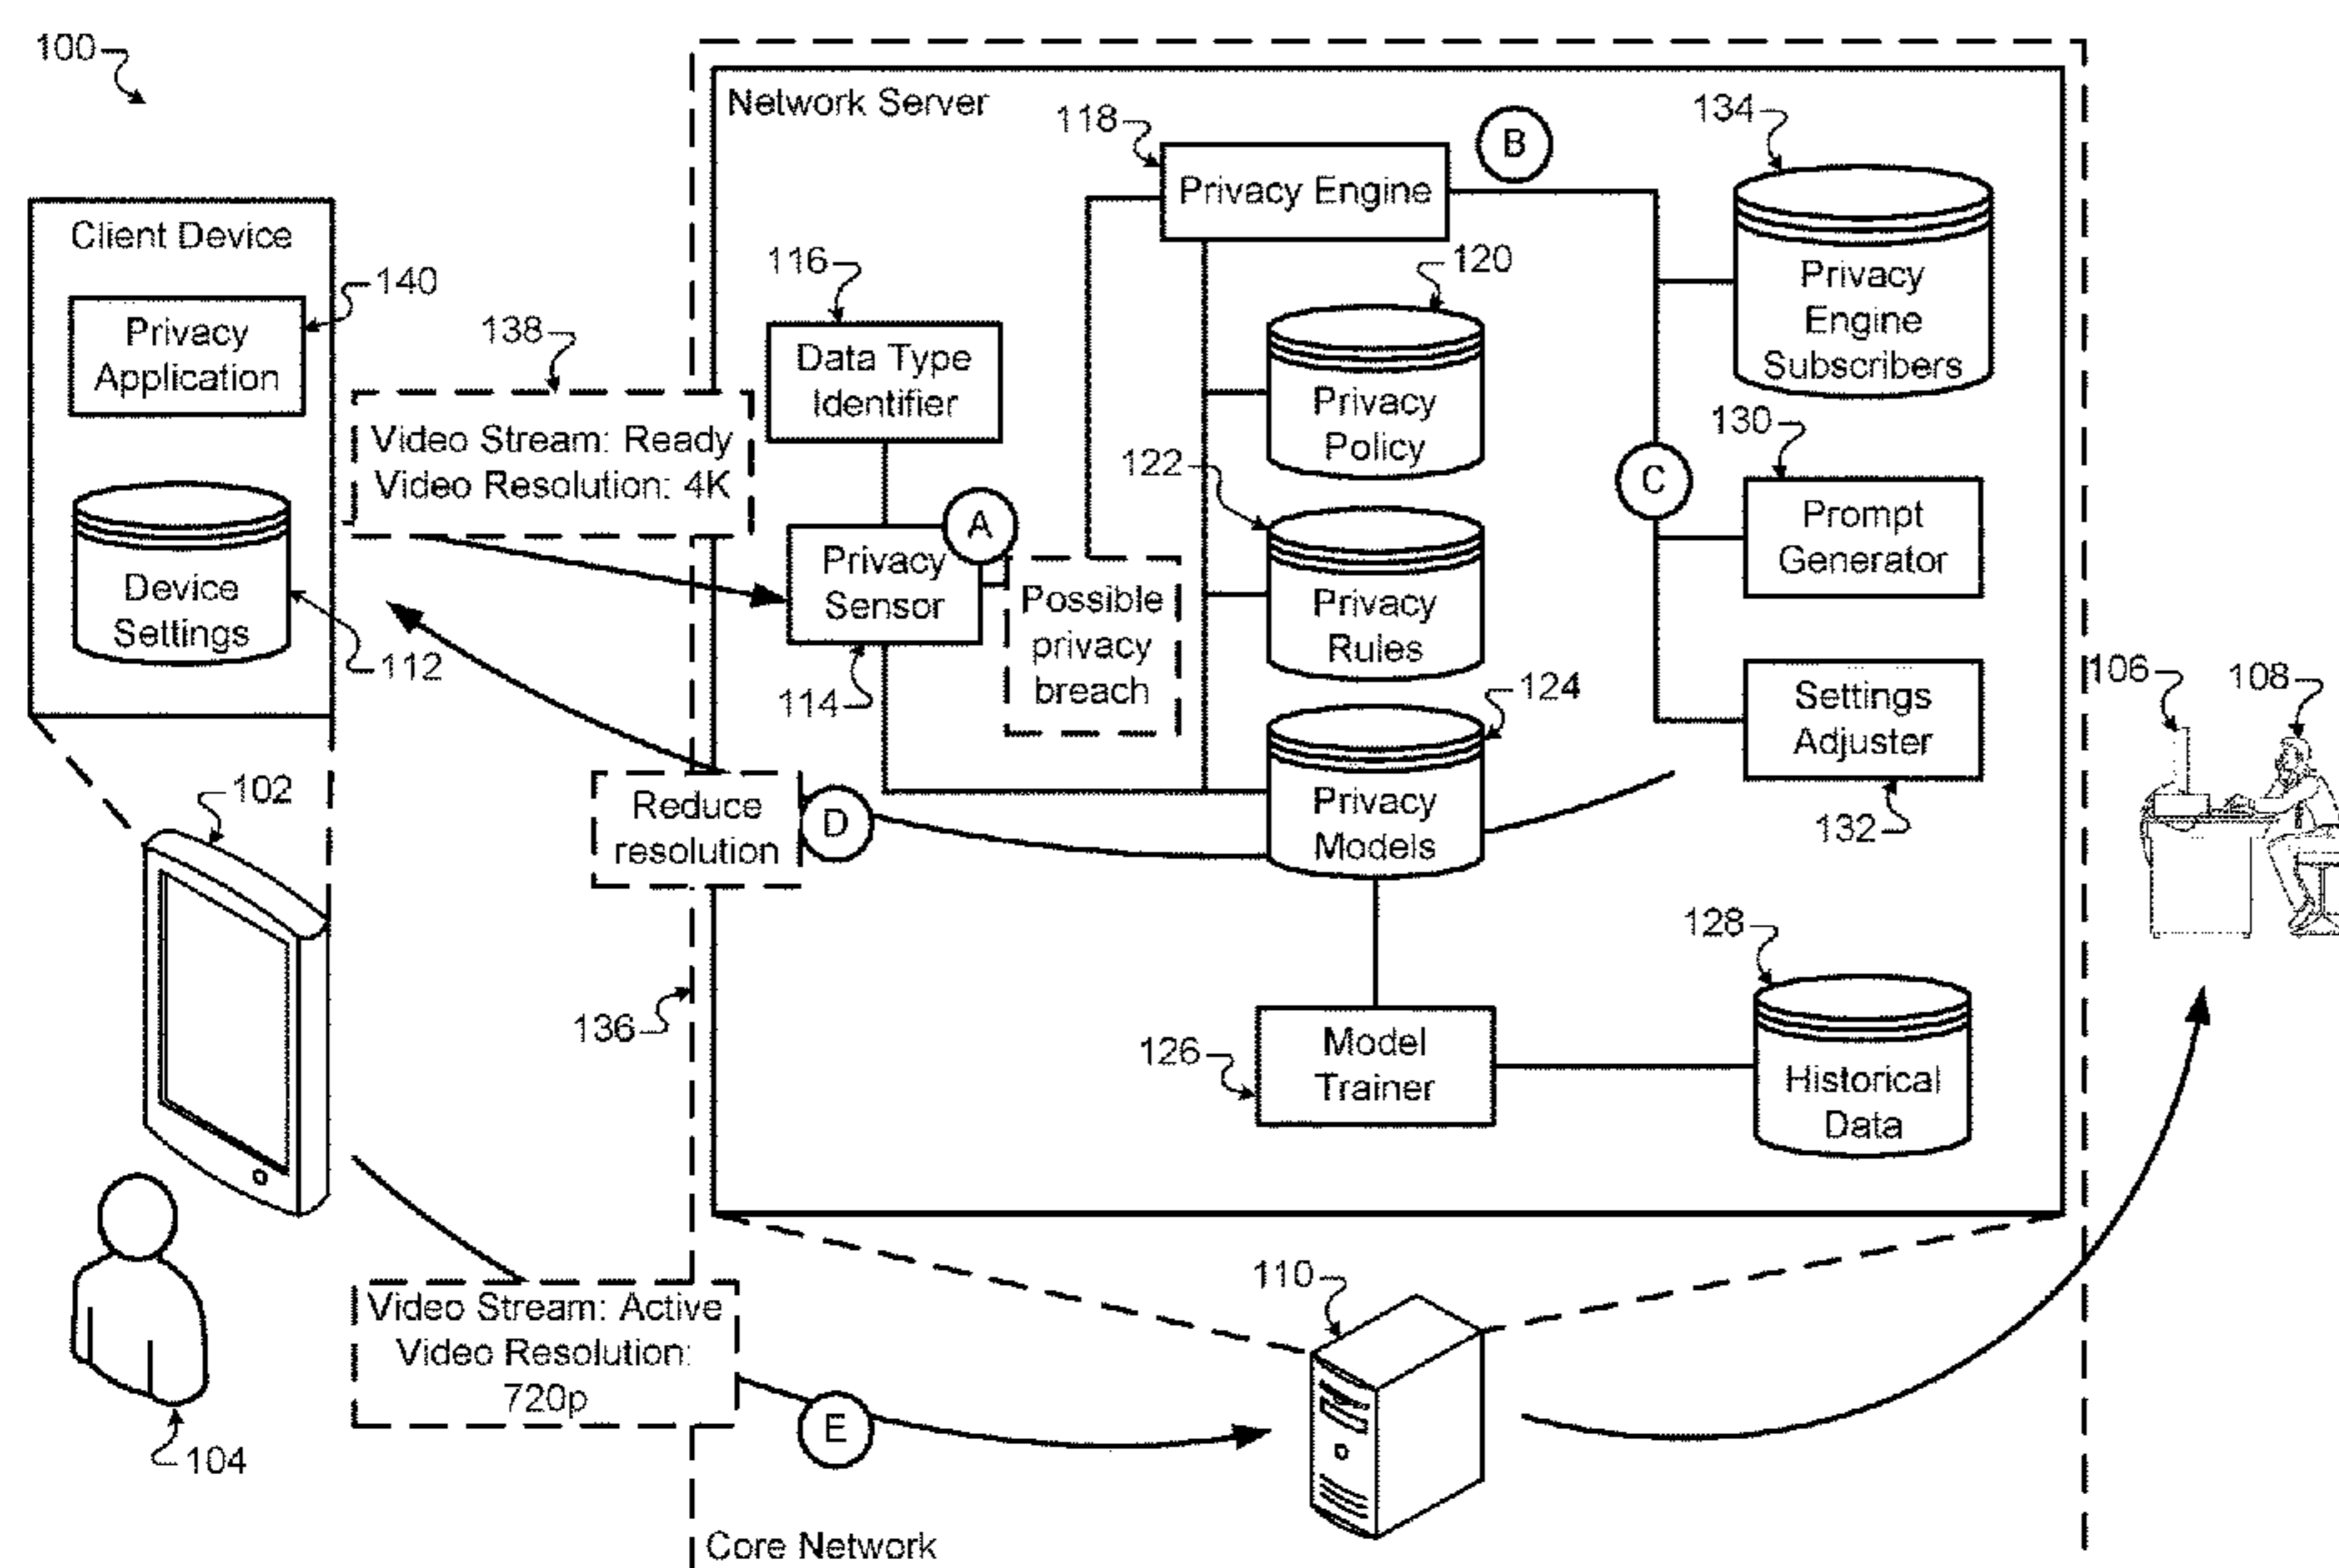 100
Network Server
118
B
134
Client Device
Privacy Engine
140
Privacy
Application
138
116
120
Privacy
Engine
Subscribers
Data Type
Identifier
Video Stream: Ready
Video Resolution: 4K
Privacy
Policy
122
C
130
Device
Settings
112
A
Privacy
Sensor
114
Possible
privacy
breach
Privacy
Rules
Prompt
Generator
124
Settings
Adjuster
132
106
108
102
Reduce
resolution
D
Privacy
Models
136
128
126
Model
Trainer
Historical
Data
104
Video Stream: Active
Video Resolution:
720p
E
110
Core Network